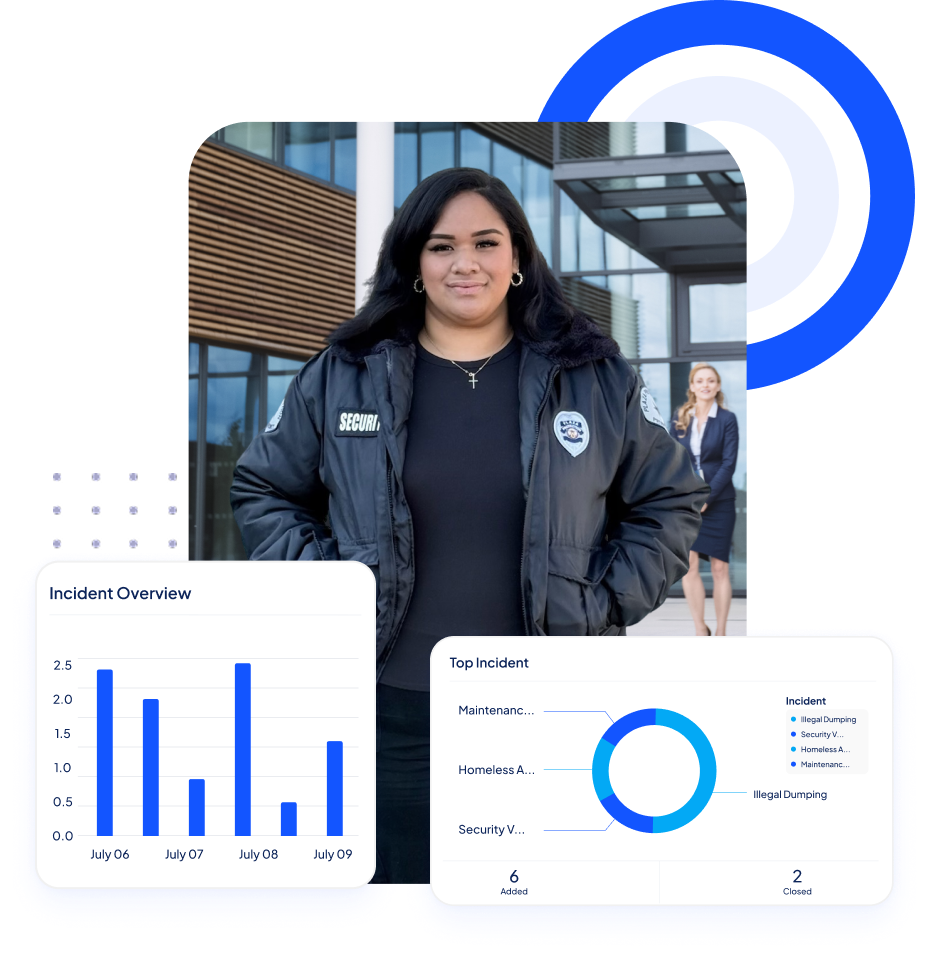 SECURI
PLAZA
Incident Overview
2.5
2.0
1.5
1.0
0.5
0.0
July 06
July 07
July 08
July 09
Top Incident
Maintenanc...
Homeless A...
Security V...
Illegal Dumping
Incident
Illegal Dumping
Security V...
Homeless A...
Maintenanc...
6
Added
2
Closed